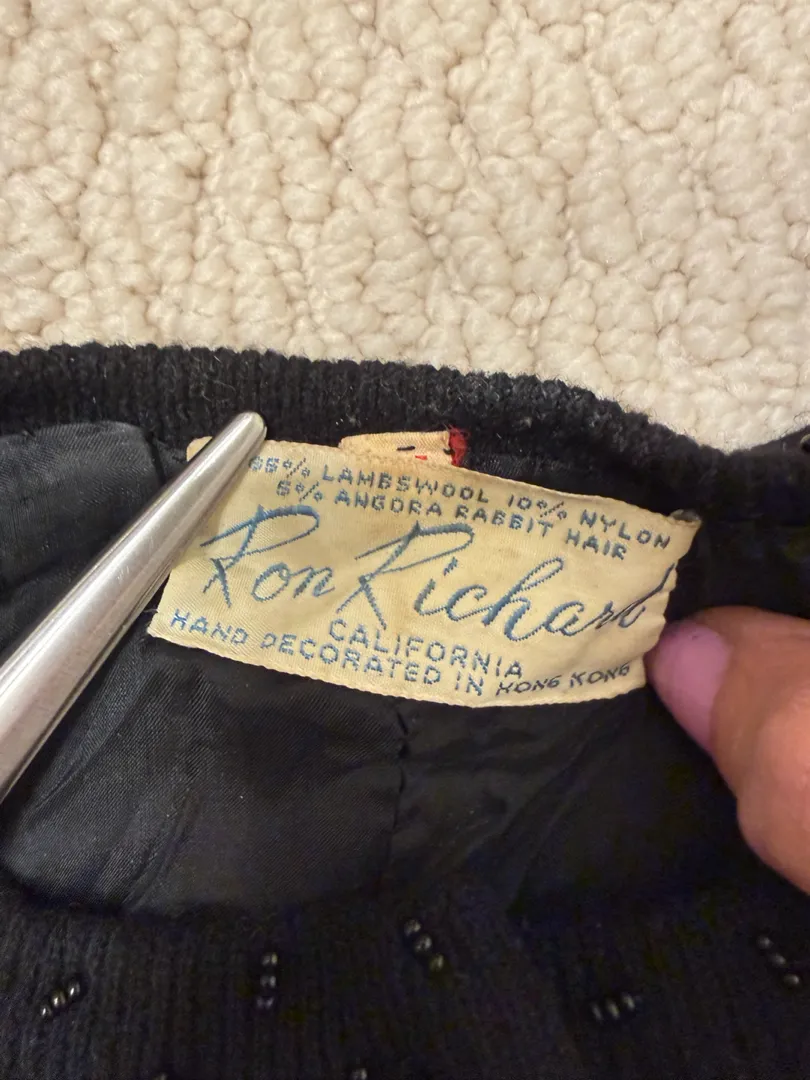 85% LAMBSWOOL 10% NYLON
5% ANGORA RABBIT HAIR
Ron Richard
CALIFORNIA
HAND DECORATED IN HONG KONG